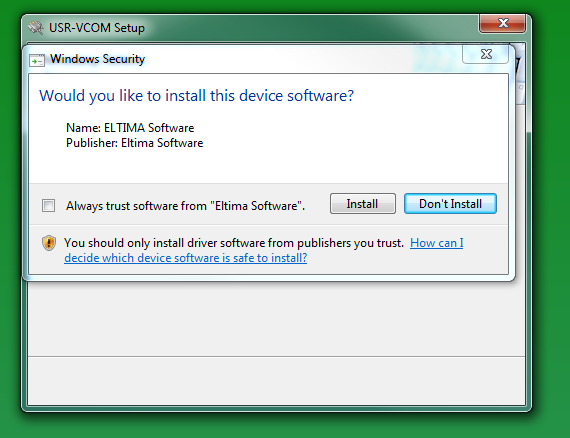 USR-VCOM Setup
Windows Security
Would you like to install this device software?
Name: ELTIMA Software
Publisher: Eltima Software
Always trust software from "Eltima Software".
Install
Don't Install
You should only install driver software from publishers you trust. How can I
decide which device software is safe to install?